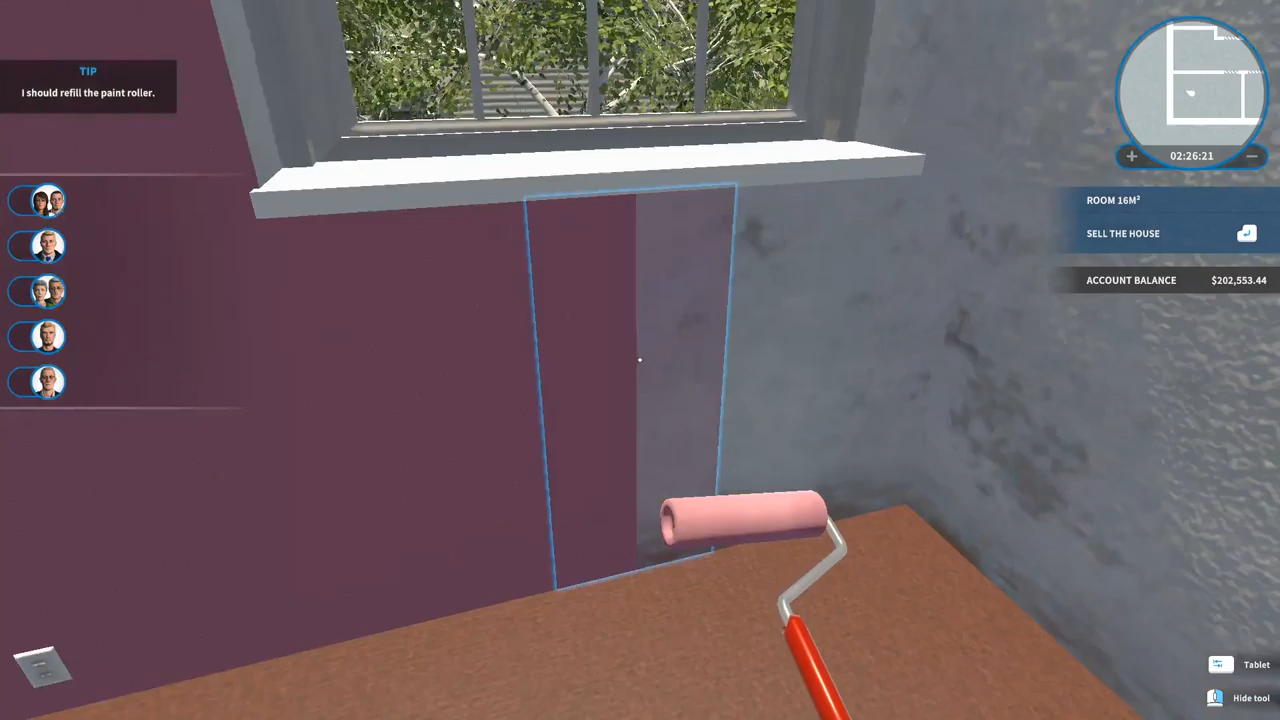 TIP
I should refill the paint roller.
+ 02:26:21 −
ROOM 16M²
SELL THE HOUSE
ACCOUNT BALANCE $202,553.44
Tablet
Hide tool